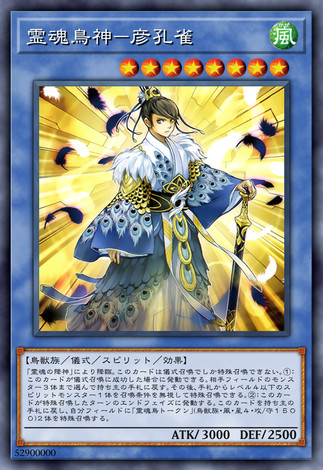 霊魂鳥神－彦孔雀
風
【鳥獣族／儀式／スピリット／効果】
「霊魂の降神」により降臨。このカードは儀式召喚でしか特殊召喚できない。①：
このカードが儀式召喚に成功した場合に発動できる。相手フィールドのモンス
ター３体まで選んで持ち主の手札に戻す。その後、手札からレベル４以下のス
ピリットモンスター１体を召喚条件を無視して特殊召喚できる。②：このカー
ドが特殊召喚したターンのエンドフェイズに発動する。このカードを持ち主の
手札に戻し、自分フィールドに「霊魂鳥トークン」（鳥獣族・風・星４・攻／守１５０
０）２体を特殊召喚する。
ATK/ 3000 DEF/2500
52900000